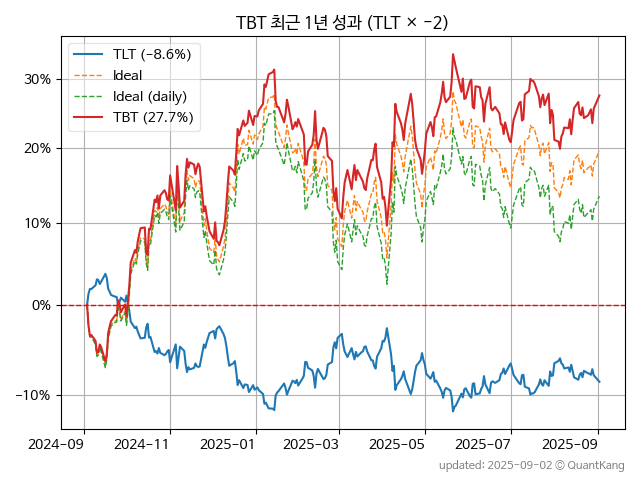 TBT 최근 1년 성과 (TLT × −2)
TLT (−8.6%)
Ideal
Ideal (daily)
TBT (27.7%)
30%
20%
10%
0%
−10%
2024-09 2024-11 2025-01 2025-03 2025-05 2025-07 2025-09
updated: 2025-09-02 © QuantKang